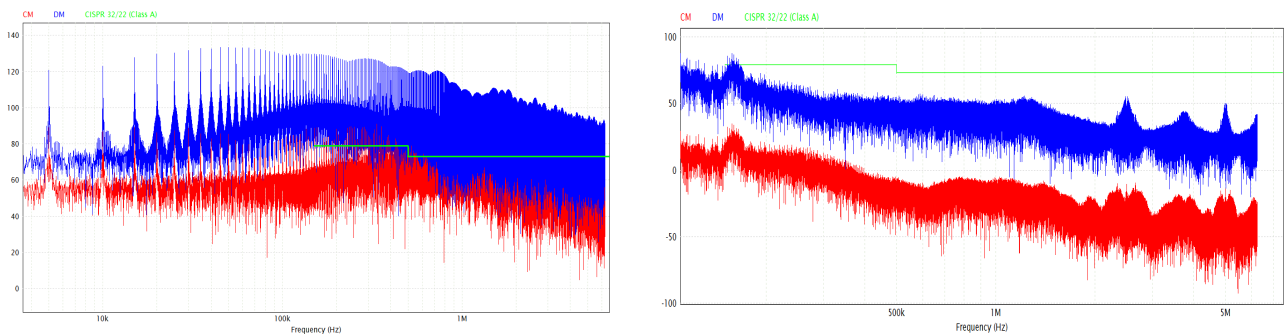 CM DM CISPR 32/22 (Class A)
140
120
100
80
60
40
20
0
10k 100k 1M
Frequency (Hz)
CM DM CISPR 32/22 (Class A)
100
50
0
-50
-100
500k 1M 5M
Frequency (Hz)